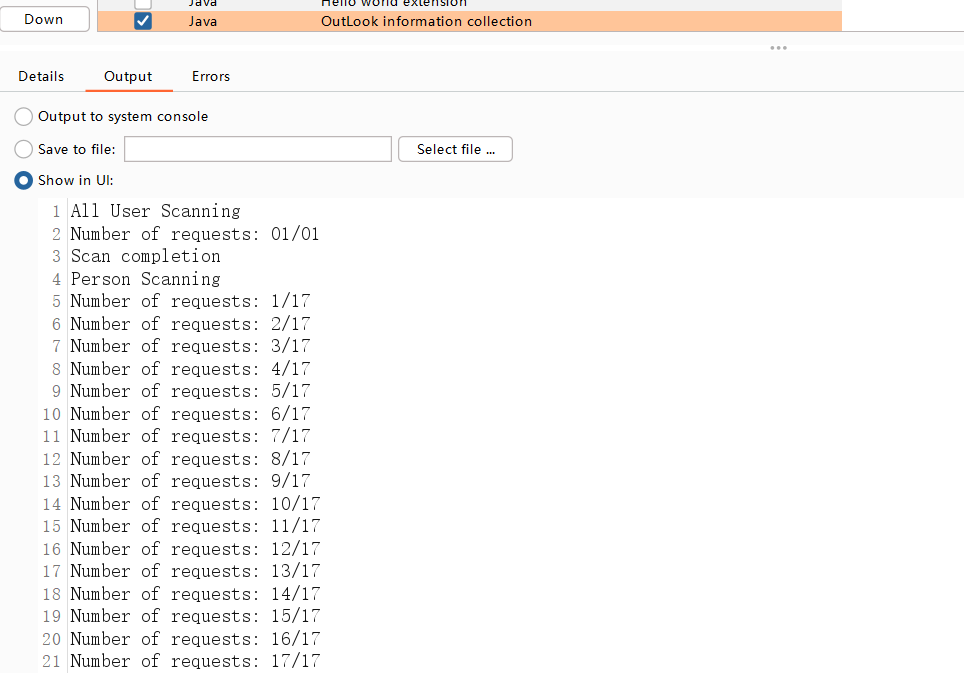 Java Hello world extension
Down Java OutLook information collection
Details Output Errors
Output to system console
Save to file: Select file ...
Show in UI:
1 All User Scanning
2 Number of requests: 01/01
3 Scan completion
4 Person Scanning
5 Number of requests: 1/17
6 Number of requests: 2/17
7 Number of requests: 3/17
8 Number of requests: 4/17
9 Number of requests: 5/17
10 Number of requests: 6/17
11 Number of requests: 7/17
12 Number of requests: 8/17
13 Number of requests: 9/17
14 Number of requests: 10/17
15 Number of requests: 11/17
16 Number of requests: 12/17
17 Number of requests: 13/17
18 Number of requests: 14/17
19 Number of requests: 15/17
20 Number of requests: 16/17
21 Number of requests: 17/17